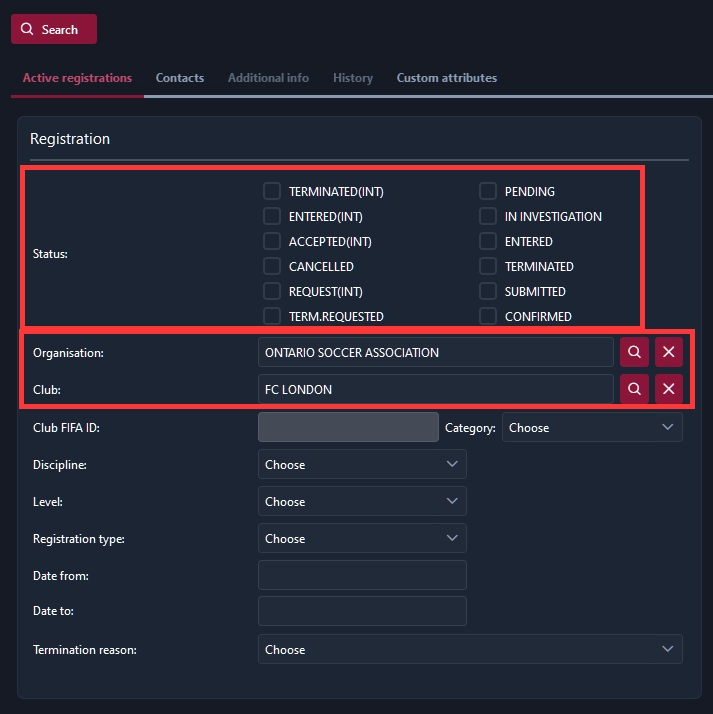 Search
Active registrations Contacts Additional info History Custom attributes
Registration
Status:
TERMINATED(INT) PENDING
ENTERED(INT) IN INVESTIGATION
ACCEPTED(INT) ENTERED
CANCELLED TERMINATED
REQUEST(INT) SUBMITTED
TERM.REQUESTED CONFIRMED
Organisation: ONTARIO SOCCER ASSOCIATION
Club: FC LONDON
Club FIFA ID: Category: Choose
Discipline: Choose
Level: Choose
Registration type: Choose
Date from:
Date to:
Termination reason: Choose